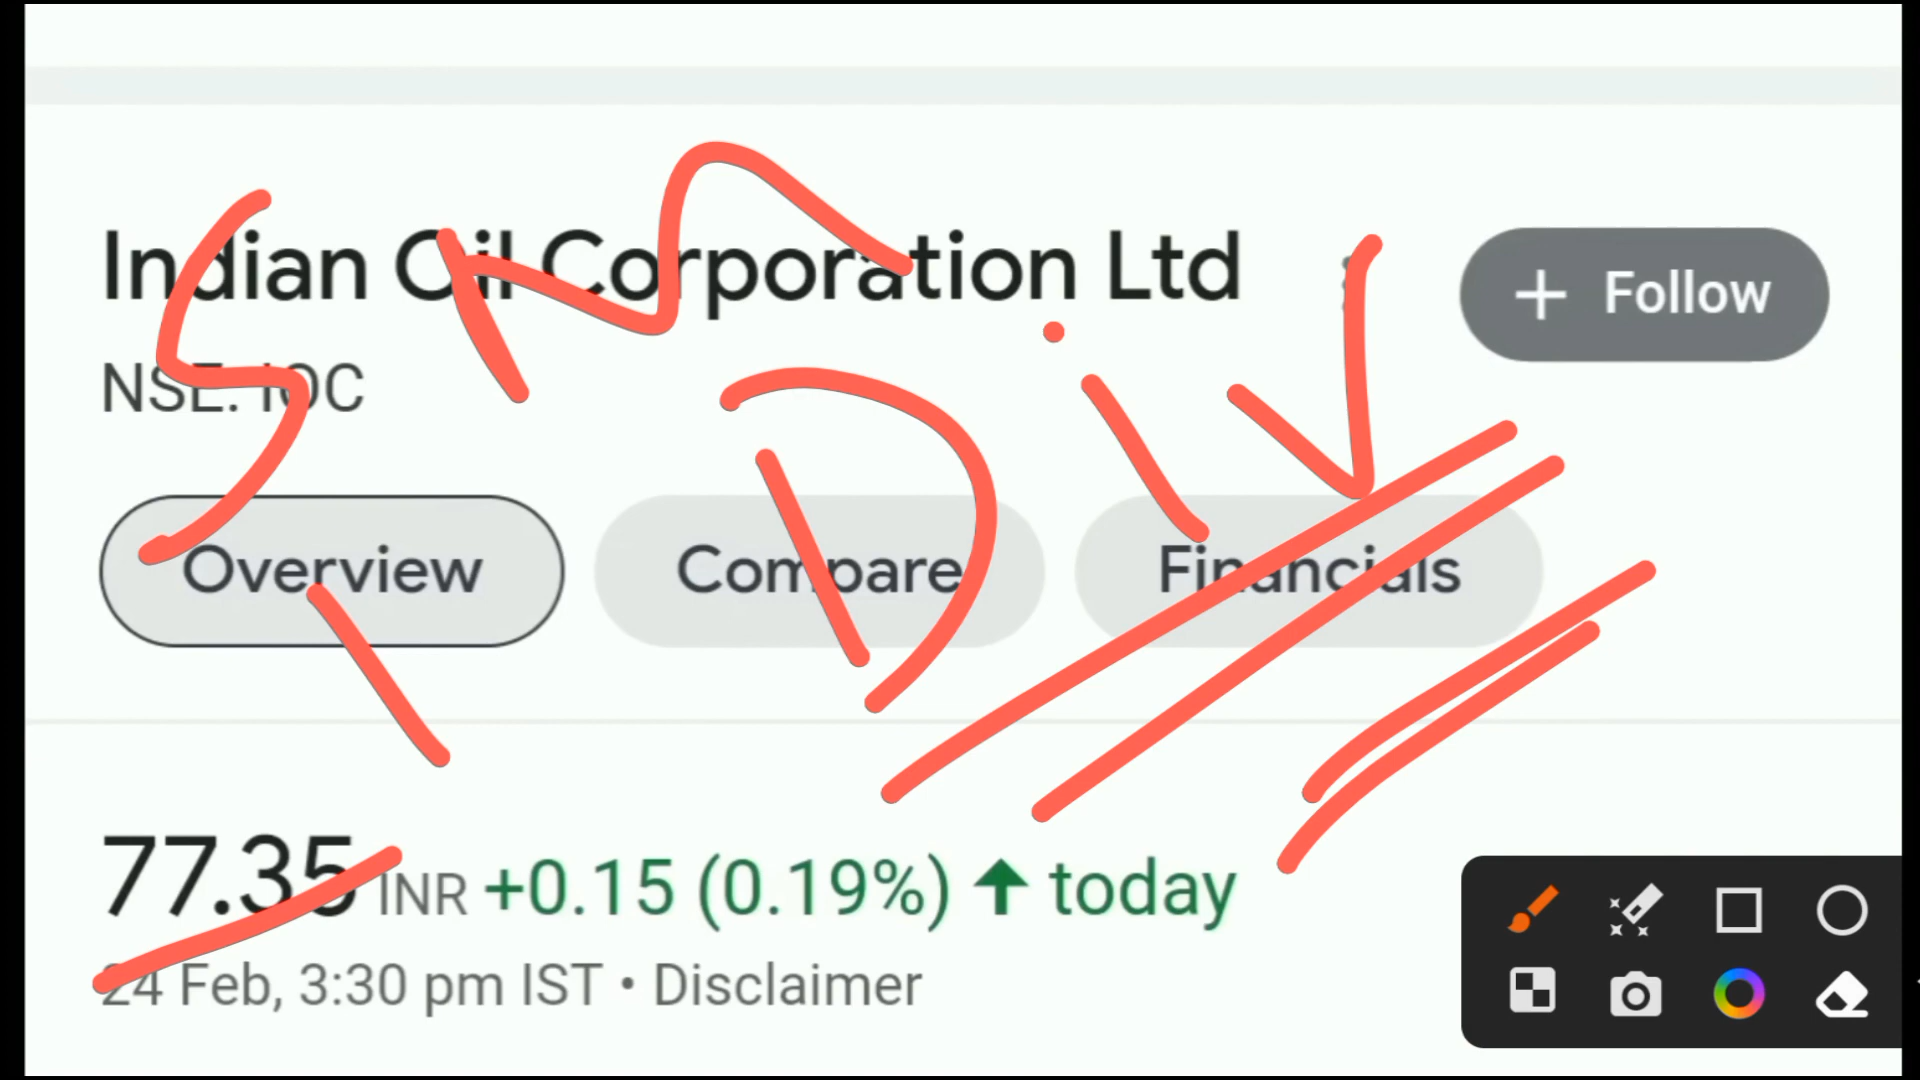 Indian Oil Corporation Ltd
+ Follow
NSE: IOC
Overview
Compare
Financials
77.35 INR +0.15 (0.19%) ↑ today
24 Feb, 3:30 pm IST • Disclaimer